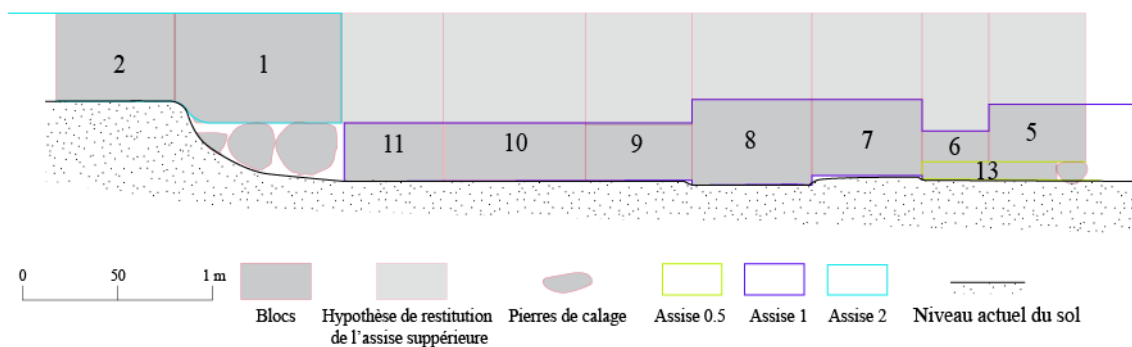 2 1
11 10 9 8 7 6 5
13
0 50 1 m
Blocs
Hypothèse de restitution
de l'assise suppérieure
Pierres de calage
Assise 0.5
Assise 1
Assise 2
Niveau actuel du sol